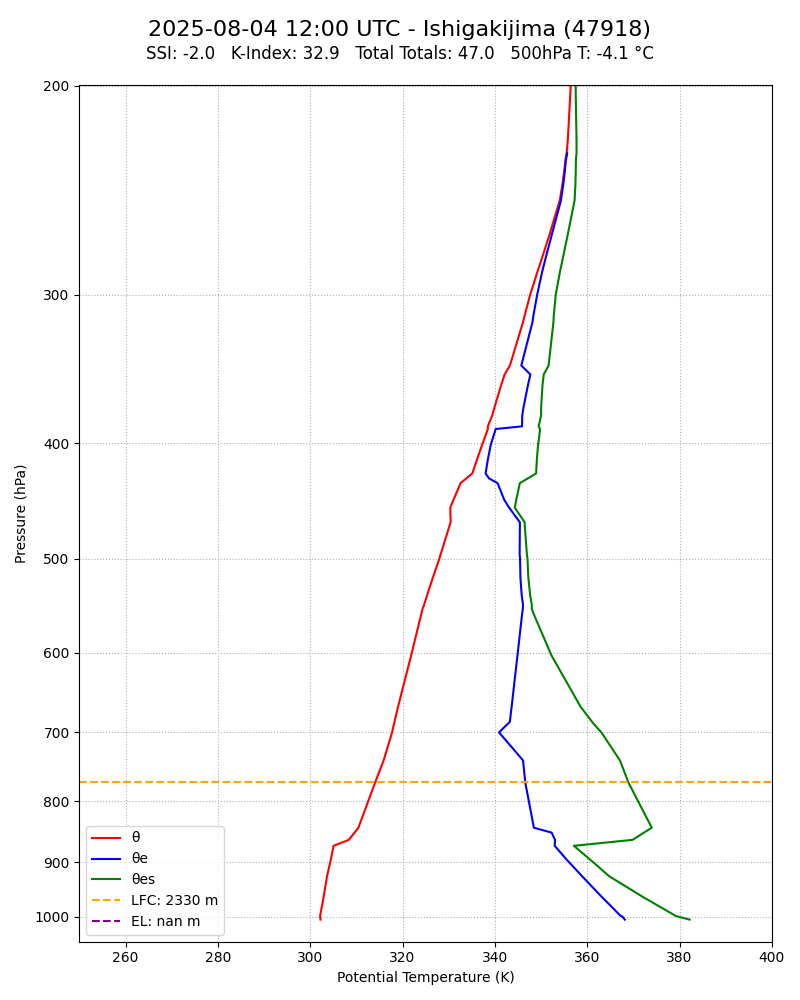 2025-08-04 12:00 UTC - Ishigakijima (47918)
SSI: -2.0   K-Index: 32.9   Total Totals: 47.0   500hPa T: -4.1 °C
200
300
400
500
600
700
800
900
1000
Pressure (hPa)
θ
θe
θes
LFC: 2330 m
EL: nan m
260
280
300
320
340
360
380
400
Potential Temperature (K)